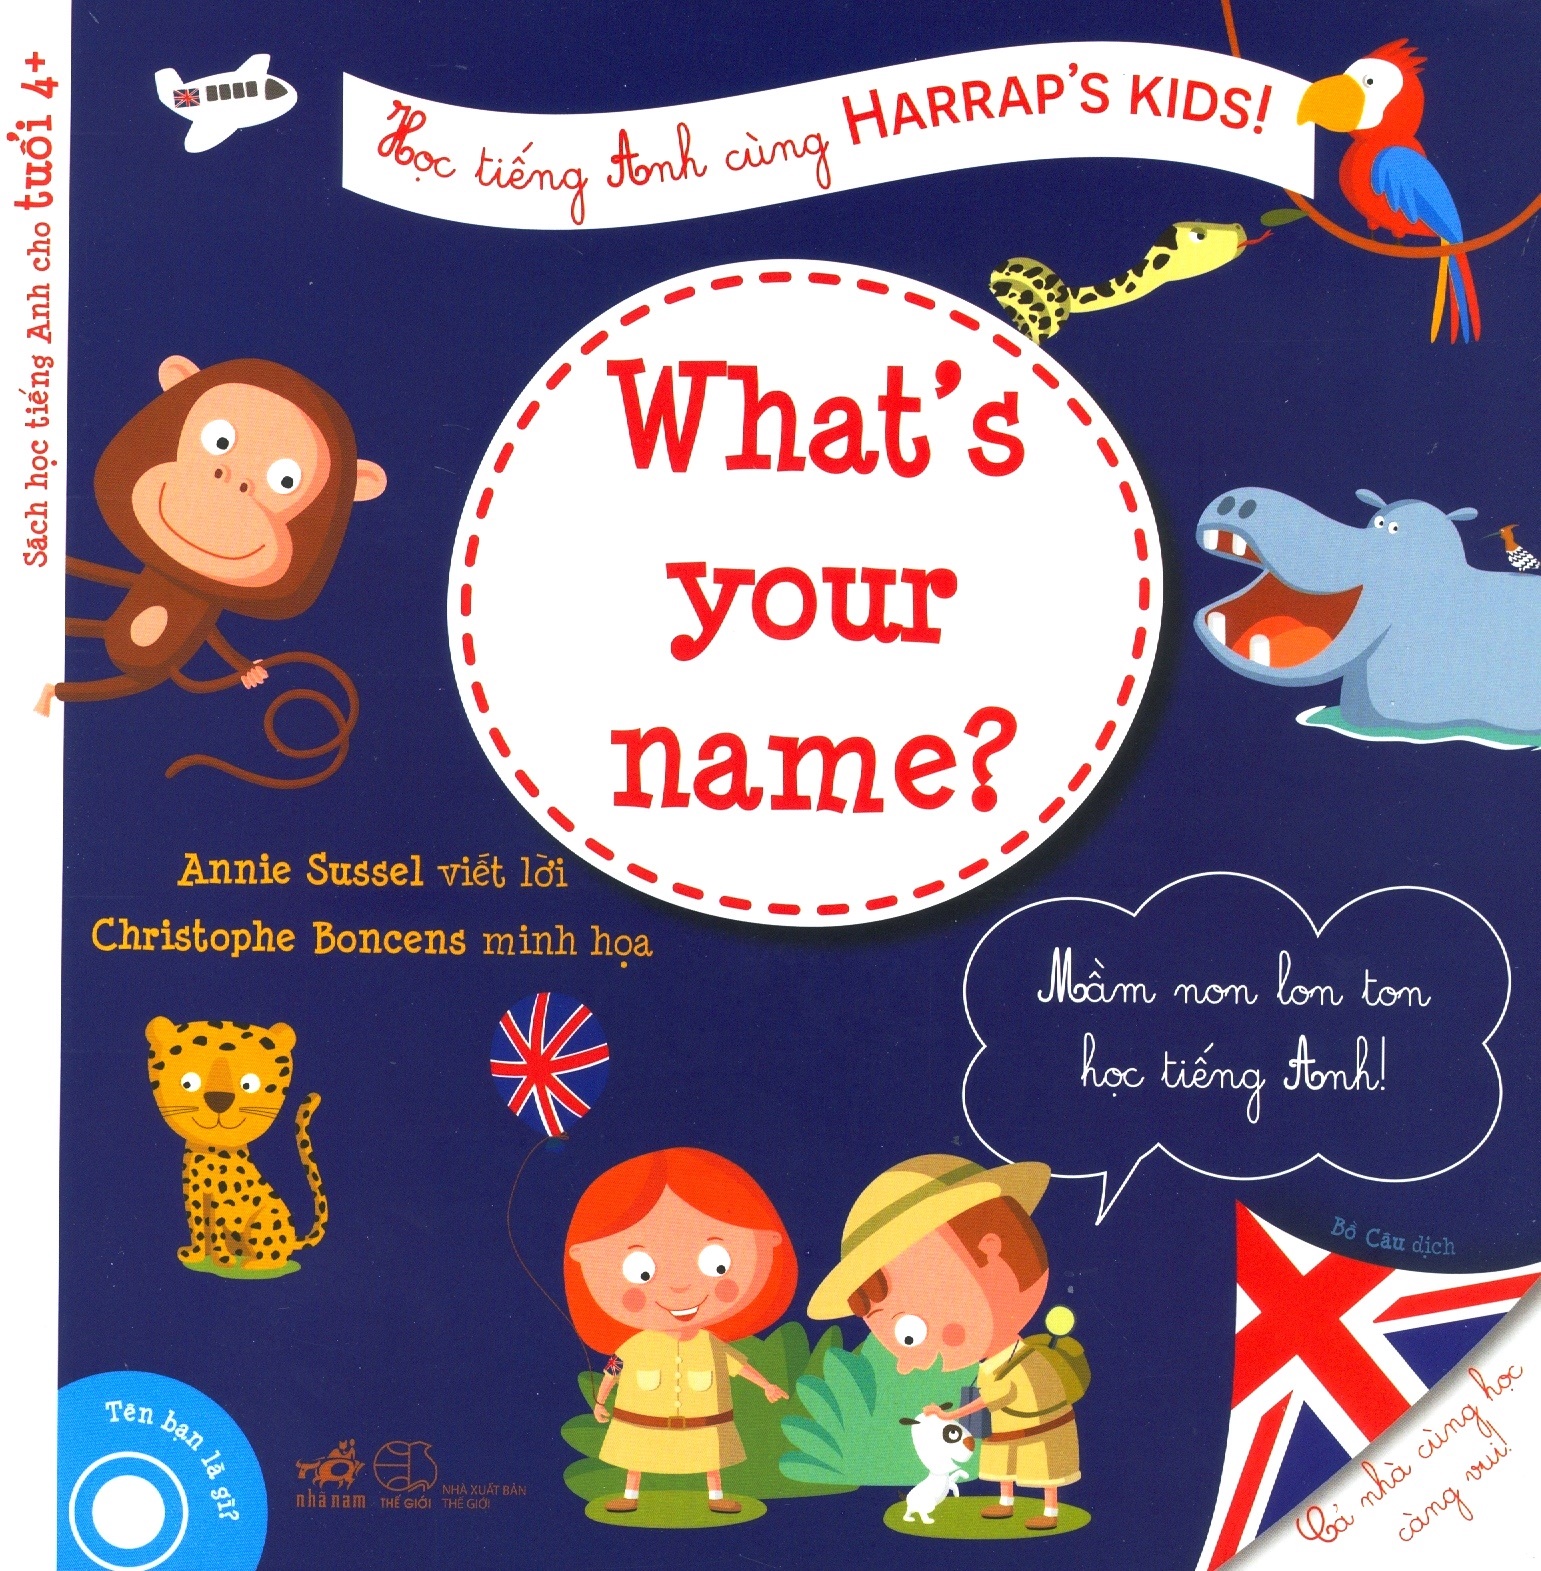 Sách học tiếng Anh cho tuổi 4+
Học tiếng Anh cùng HARRAP'S KIDS!
What's
your
name?
Annie Sussel viết lời
Christophe Boncens minh họa
Mầm non lon ton
học tiếng Anh!
Bồ Câu dịch
Tên bạn là gì?
nhã nam
THẾ GIỚI
NHÀ XUẤT BẢN
THẾ GIỚI
Cả nhà cùng học
càng vui!